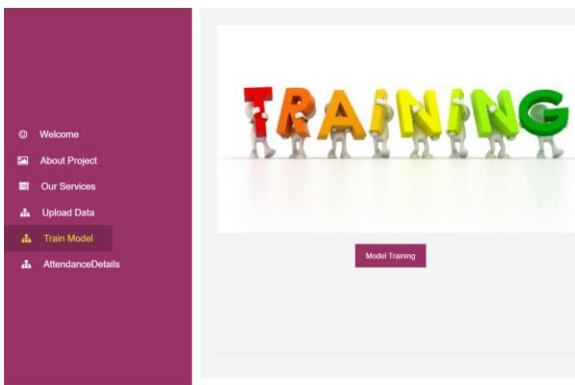 Welcome
About Project
Our Services
Upload Data
Train Model
AttendanceDetails
TRAINING
Model Training